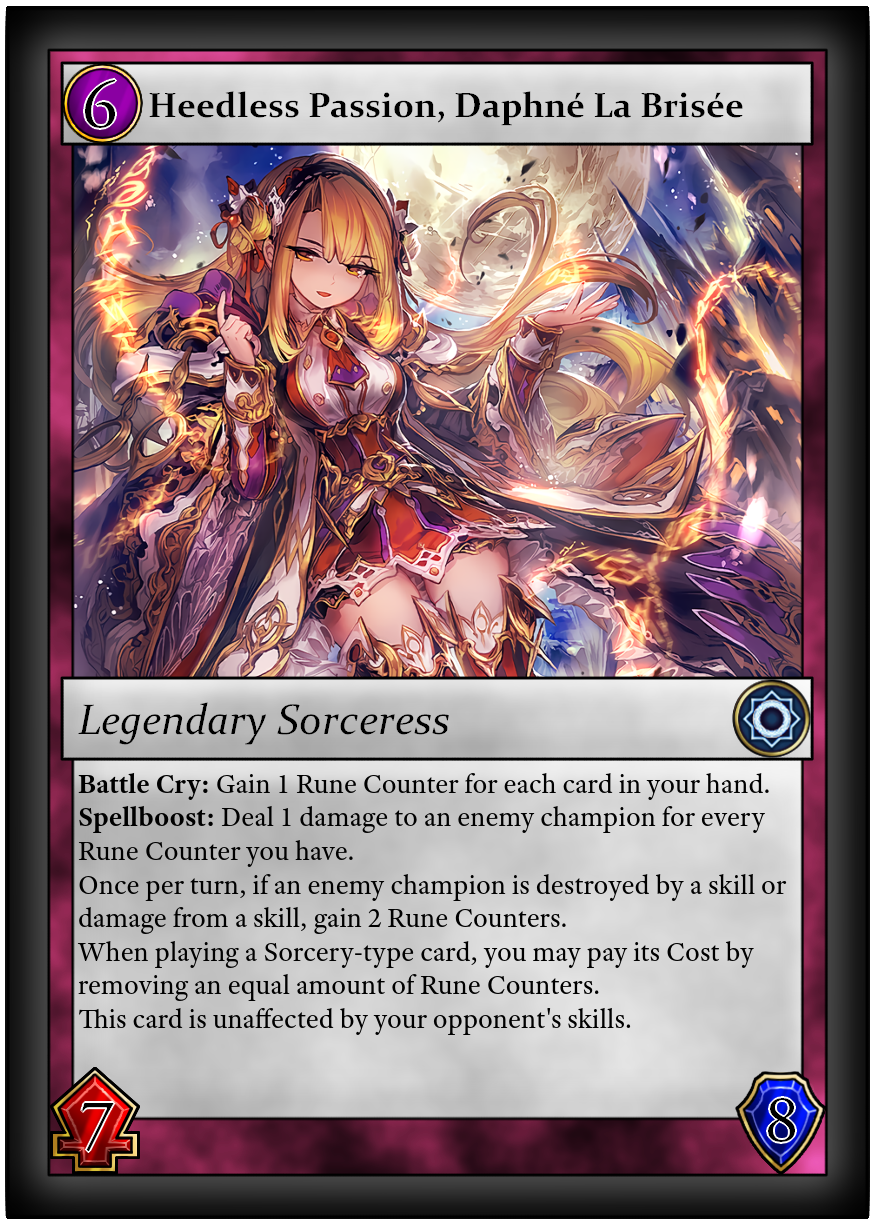 6
Heedless Passion, Daphné La Brisée
Legendary Sorceress
Battle Cry: Gain 1 Rune Counter for each card in your hand.
Spellboost: Deal 1 damage to an enemy champion for every
Rune Counter you have.
Once per turn, if an enemy champion is destroyed by a skill or
damage from a skill, gain 2 Rune Counters.
When playing a Sorcery-type card, you may pay its Cost by
removing an equal amount of Rune Counters.
This card is unaffected by your opponent's skills.
7
8